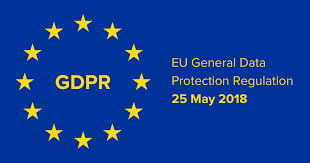 GDPR
EU General Data
Protection Regulation
25 May 2018